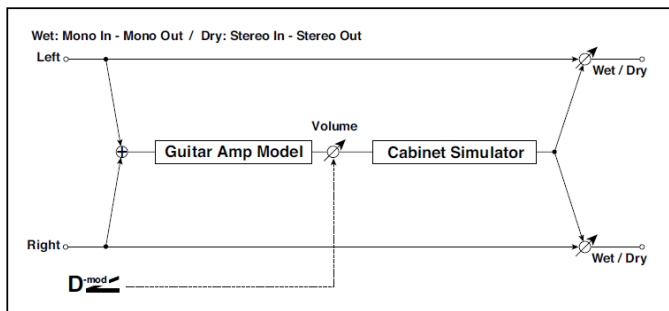 Wet: Mono In - Mono Out / Dry: Stereo In - Stereo Out
Left
Wet / Dry
Volume
Guitar Amp Model
Cabinet Simulator
Right
Wet / Dry
D-mod